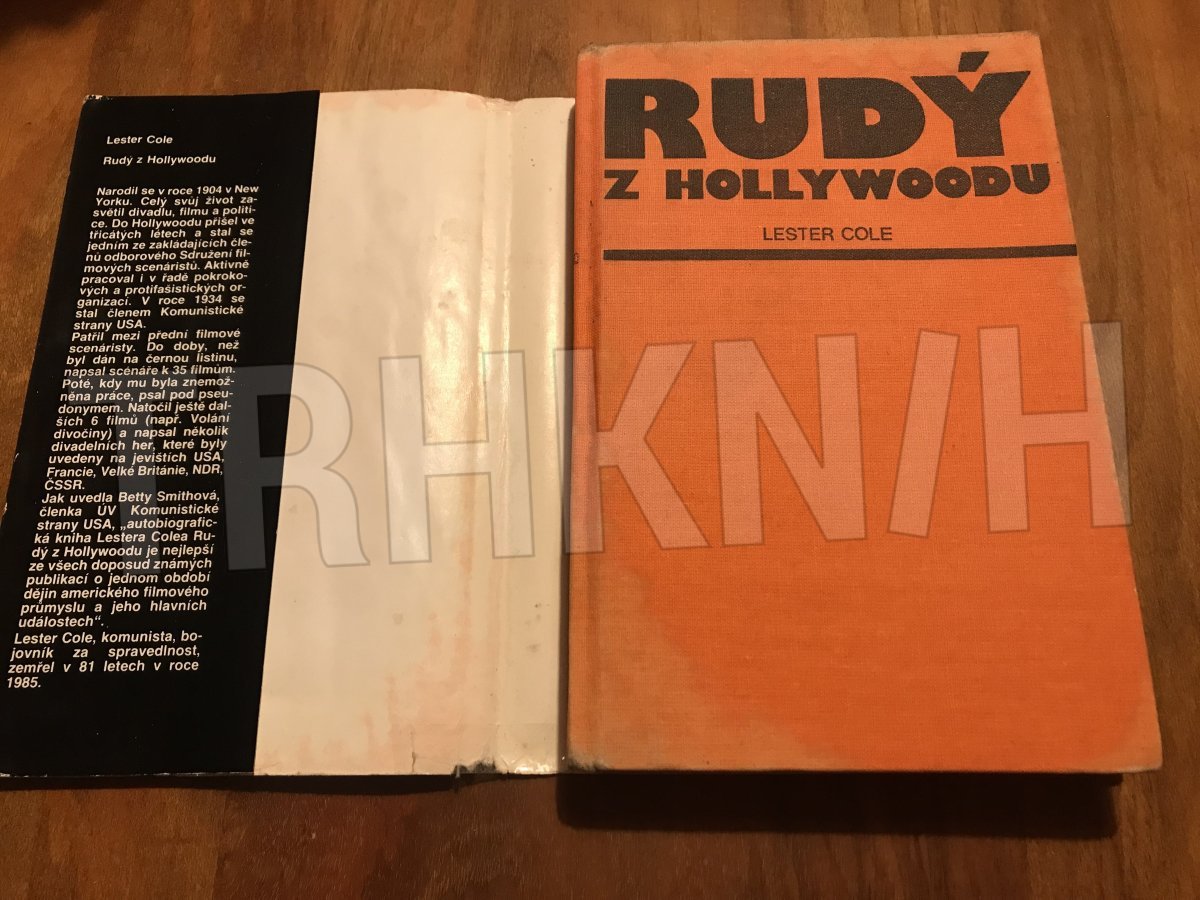 Lester Cole
Rudý z Hollywoodu
Narodil se v roce 1904 v New
Yorku. Celý svůj život za-
světil divadlu, filmu a politi-
ce. Do Hollywoodu přišel ve
třicátých letech a stal se
jedním ze zakládajících čle-
nů odborového Sdružení fil-
mových scenáristů. Aktivně
pracoval i v řadě pokroko-
vých a protifašistických or-
ganizací. V roce 1934 se
stal členem Komunistické
strany USA.
Patřil mezi přední filmové
scenáristy. Do doby, než
byl dán na černou listinu,
napsal scénáře k 35 filmům.
Poté, kdy mu byla znemož-
něna práce, psal pod pseu-
donymem. Natočil ještě dal-
ších 6 filmů (např. Volání
divočiny) a napsal několik
divadelních her, které byly
uvedeny na jevištích USA,
Francie, Velké Británie, NDR,
ČSSR.
Jak uvedla Betty Smithová,
členka ÚV Komunistické
strany USA, „autobiografic-
ká kniha Lestera Colea Ru-
dý z Hollywoodu je nejlepší
ze všech doposud známých
publikací o jednom období
dějin amerického filmového
průmyslu a jeho hlavních
událostech“.
Lester Cole, komunista, bo-
jovník za spravedlnost,
zemřel v 81 letech v roce
1985.
RUDÝ
Z HOLLYWOODU
LESTER COLE
TRHKNIH